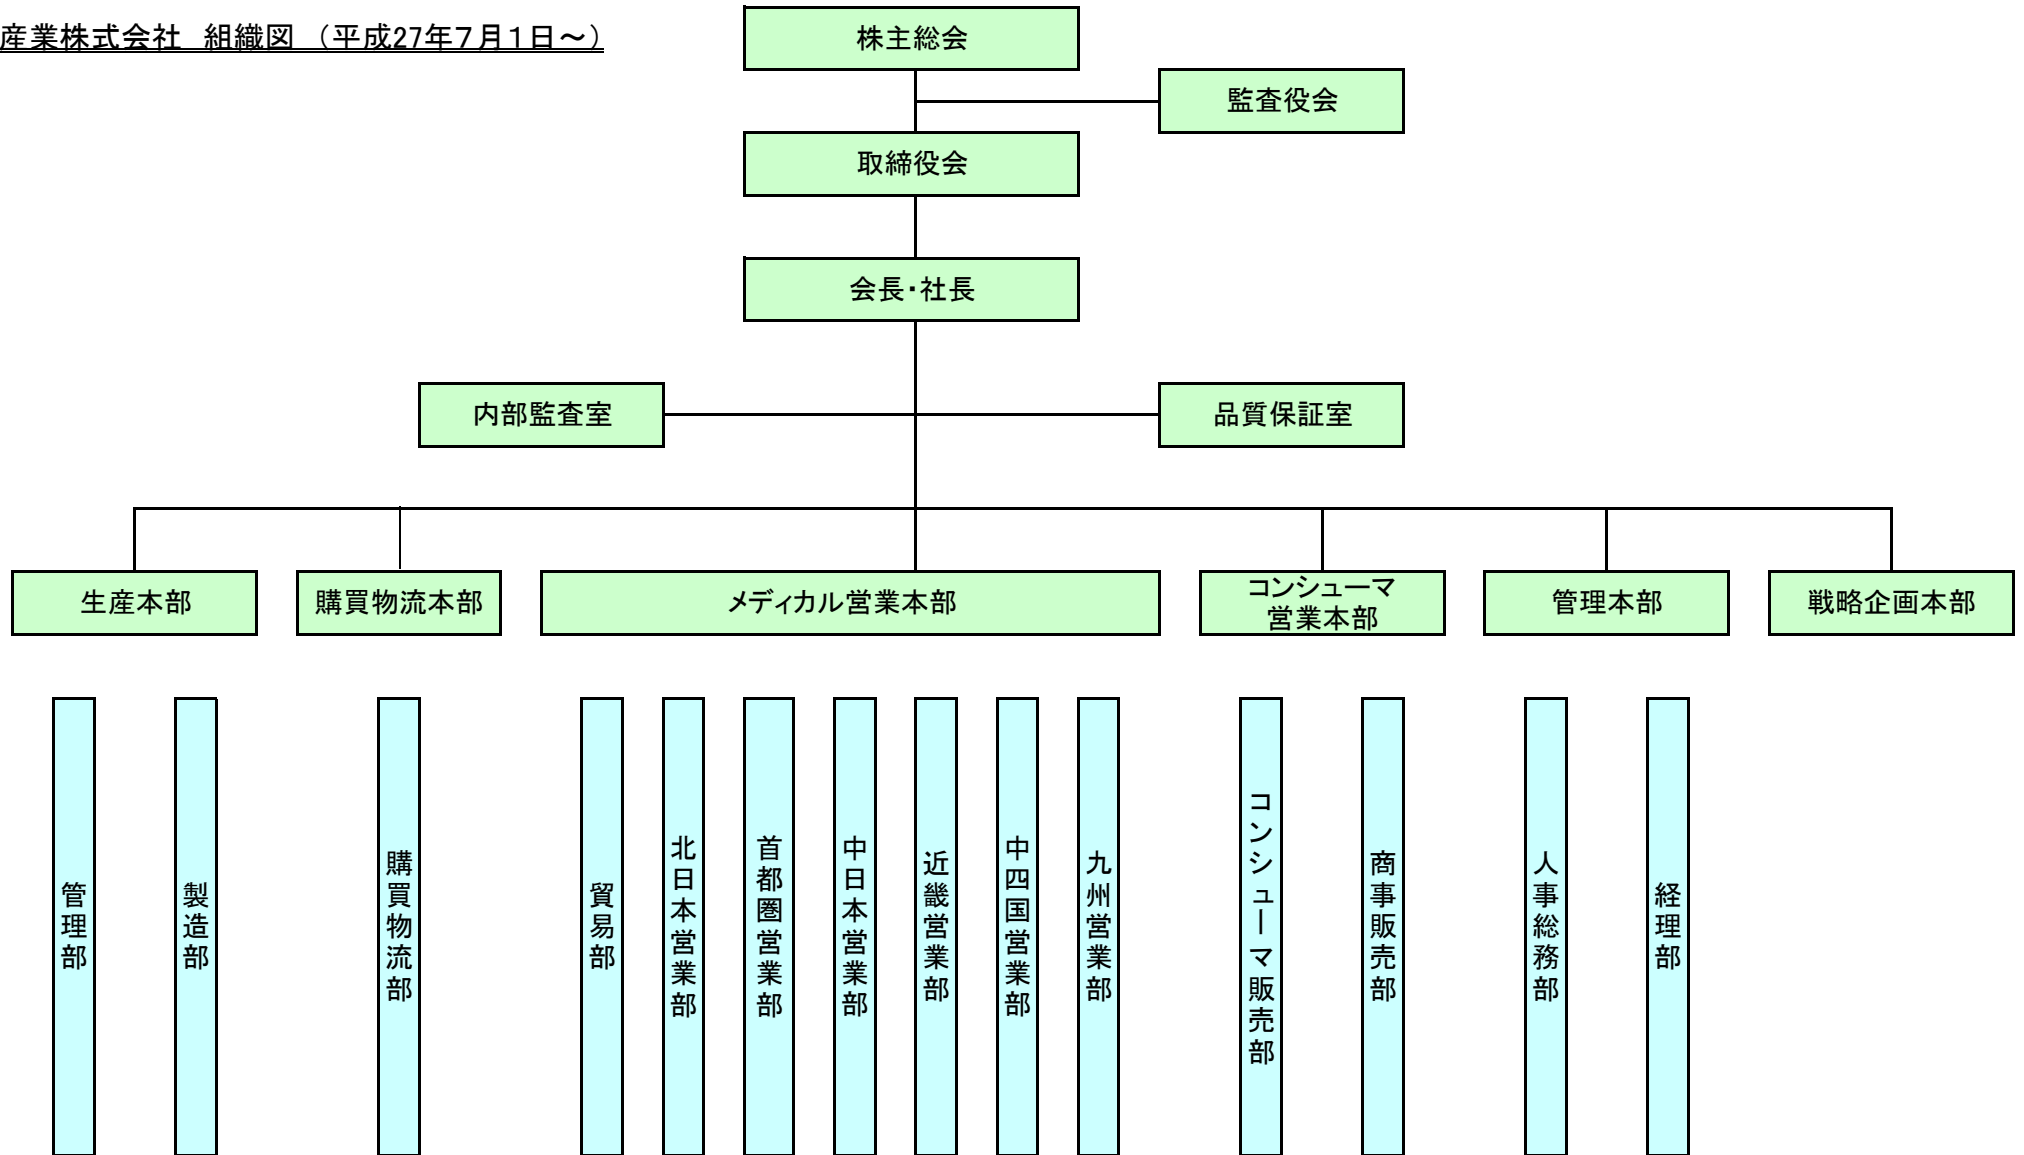 産業株式会社　組織図　（平成27年７月１日～）
株主総会
監査役会
取締役会
会長・社長
内部監査室
品質保証室
生産本部
購買物流本部
メディカル営業本部
コンシューマ
営業本部
管理本部
戦略企画本部
管理部
製造部
購買物流部
貿易部
北日本営業部
首都圏営業部
中日本営業部
近畿営業部
中四国営業部
九州営業部
コンシューマ販売部
商事販売部
人事総務部
経理部